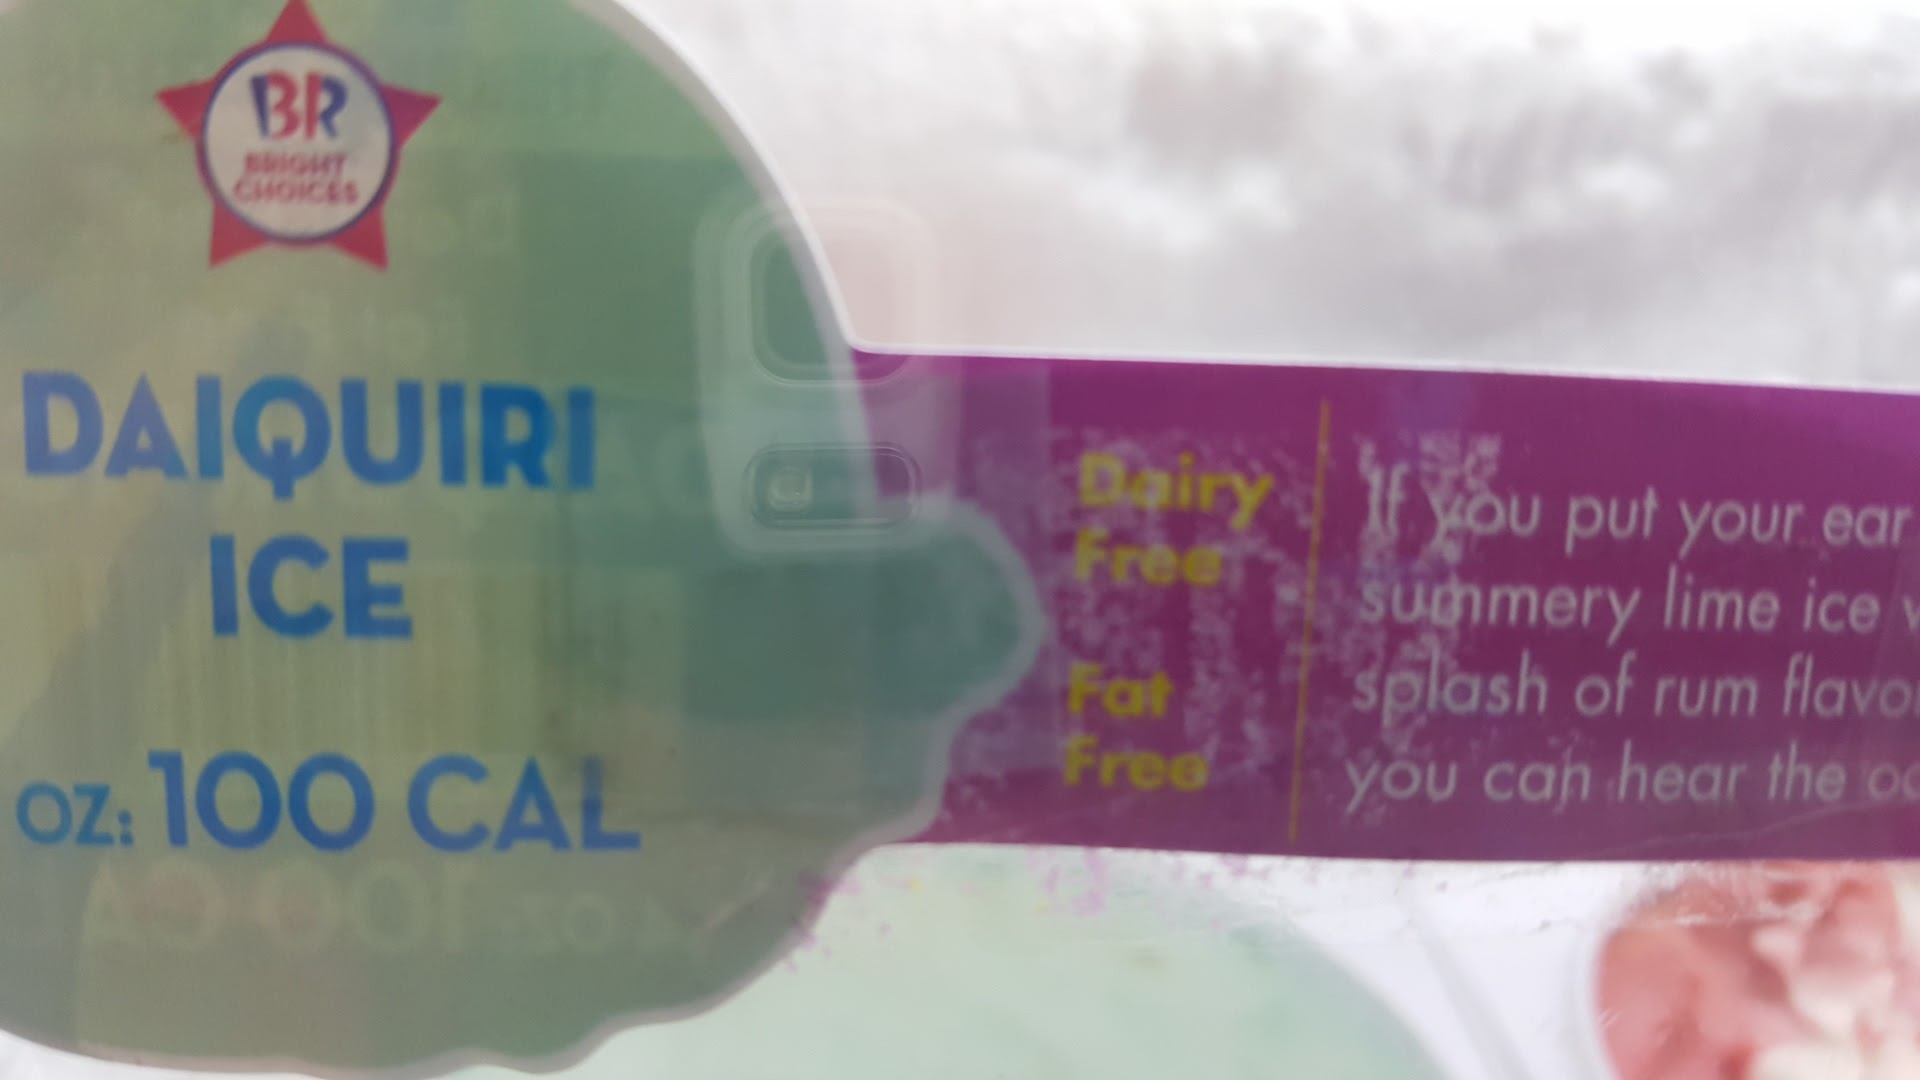 BR
BRIGHT
CHOICES
DAIQUIRI
ICE
OZ: 100 CAL
Dairy
Free
Fat
Free
If you put your ear
summery lime ice
splash of rum
you can hear the